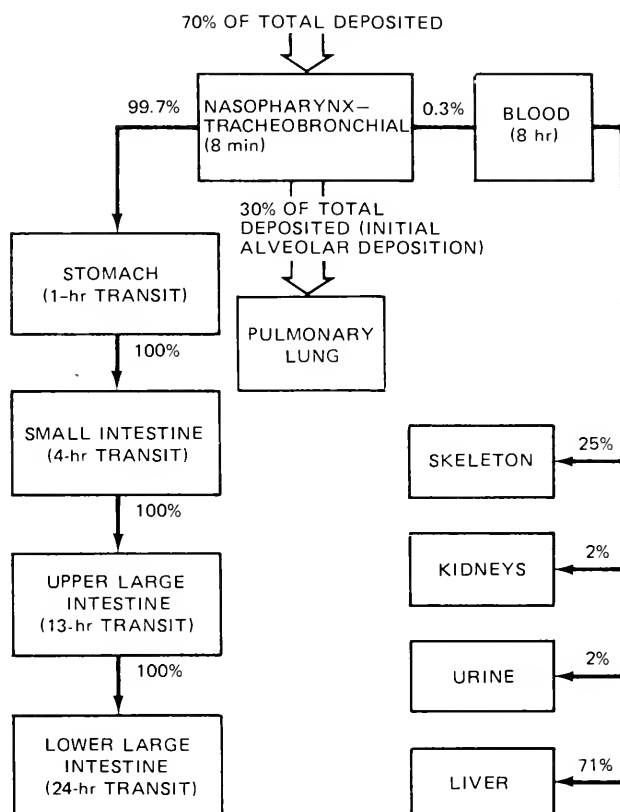 70% OF TOTAL DEPOSITED
99.7%
NASOPHARYNX—
TRACHEOBRONCHIAL
(8 min)
0.3%
BLOOD
(8 hr)
30% OF TOTAL
DEPOSITED (INITIAL
ALVEOLAR DEPOSITION)
STOMACH
(1-hr TRANSIT)
PULMONARY
LUNG
100%
SMALL INTESTINE
(4-hr TRANSIT)
SKELETON
25%
100%
UPPER LARGE
INTESTINE
(13-hr TRANSIT)
KIDNEYS
2%
100%
URINE
2%
LOWER LARGE
INTESTINE
(24-hr TRANSIT)
LIVER
71%